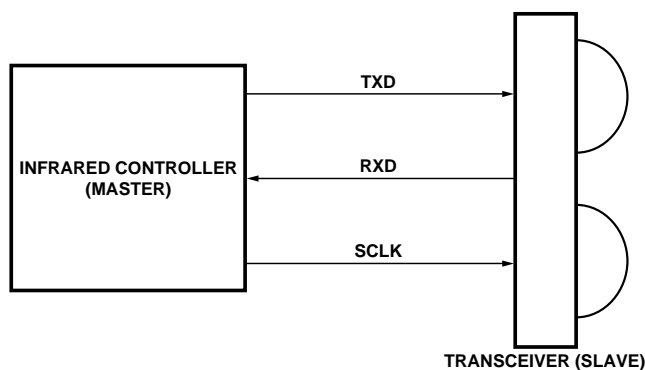 TXD
INFRARED CONTROLLER
(MASTER)
RXD
SCLK
TRANSCEIVER (SLAVE)